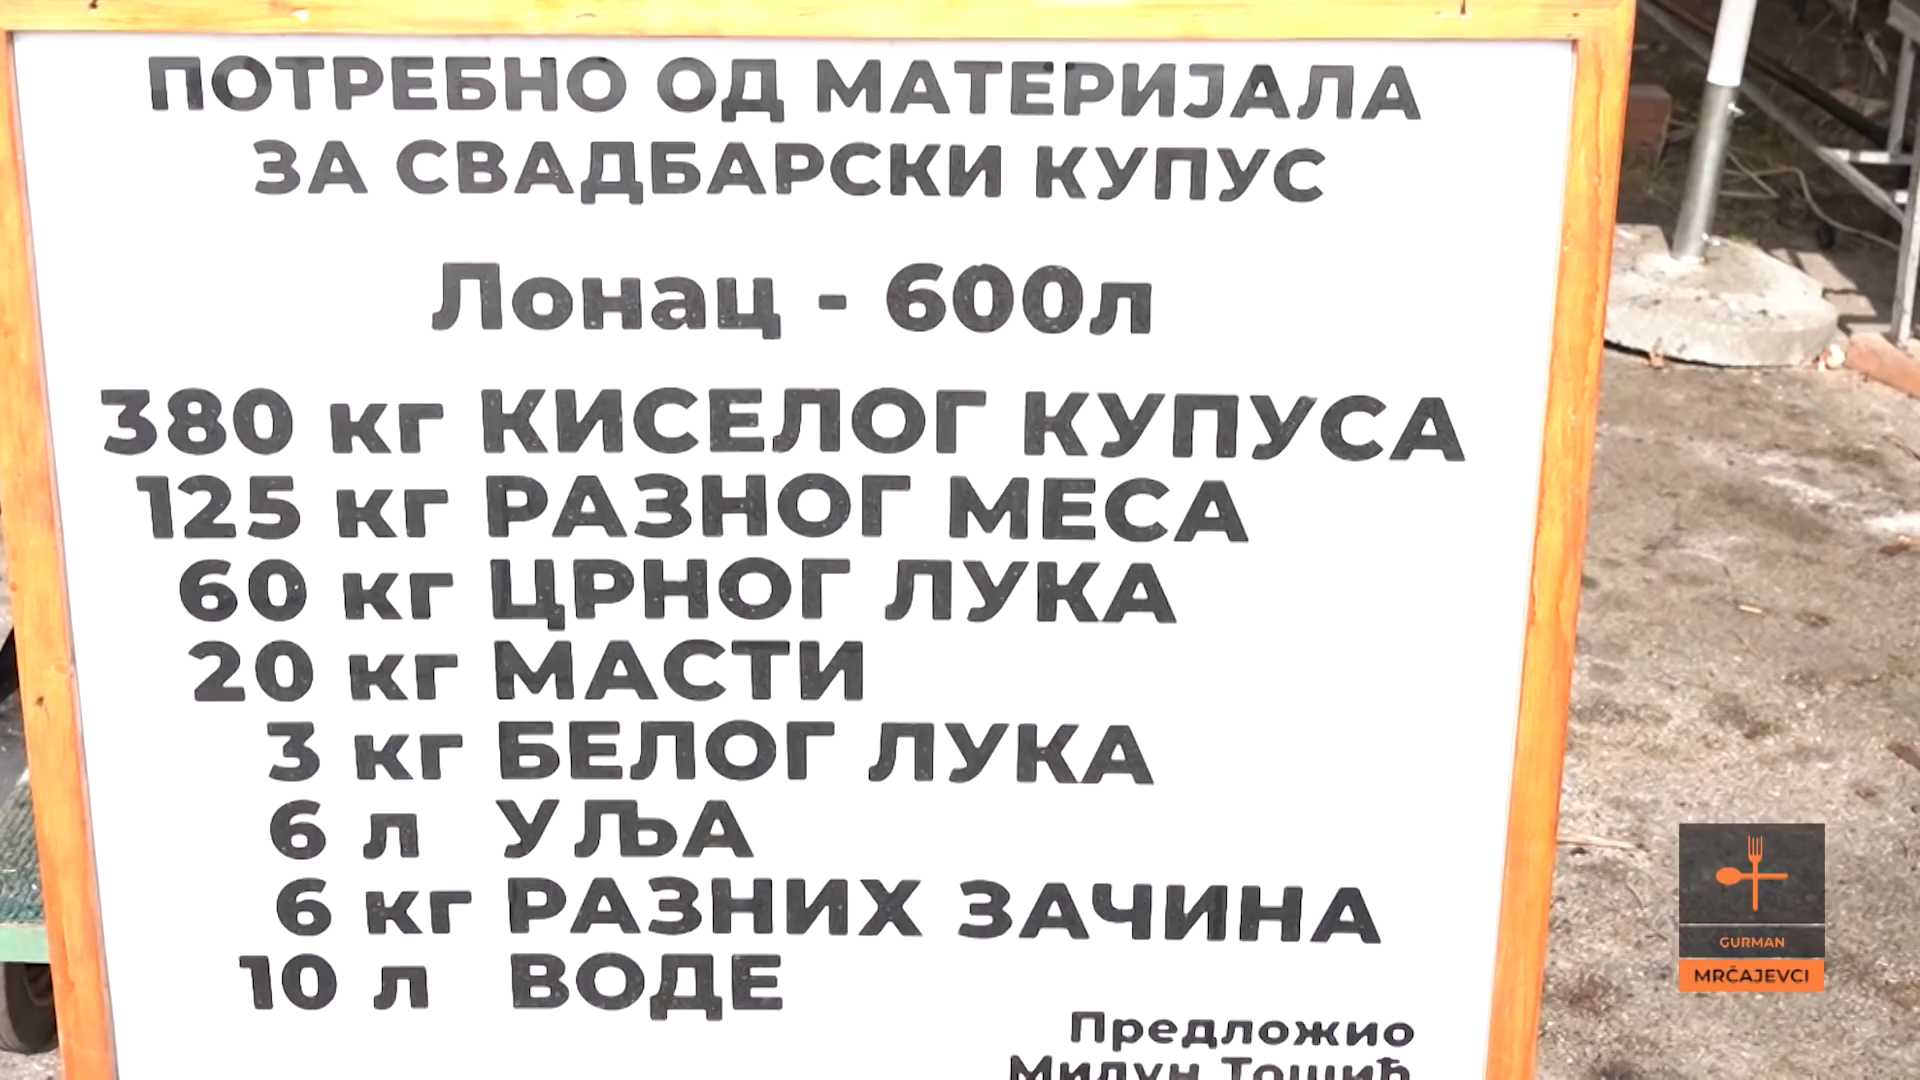 ПОТРЕБНО ОД МАТЕРИЈАЛА
ЗА СВАДБАРСКИ КУПУС
Лонац - 600л
380 кг КИСЕЛОГ КУПУСА
125 кг РАЗНОГ МЕСА
60 кг ЦРНОГ ЛУКА
20 кг МАСТИ
3 кг БЕЛОГ ЛУКА
6 л УЉА
6 кг РАЗНИХ ЗАЧИНА
10 л ВОДЕ
Предложио
Милун Тошић
GURMAN
MRČAJEVCI